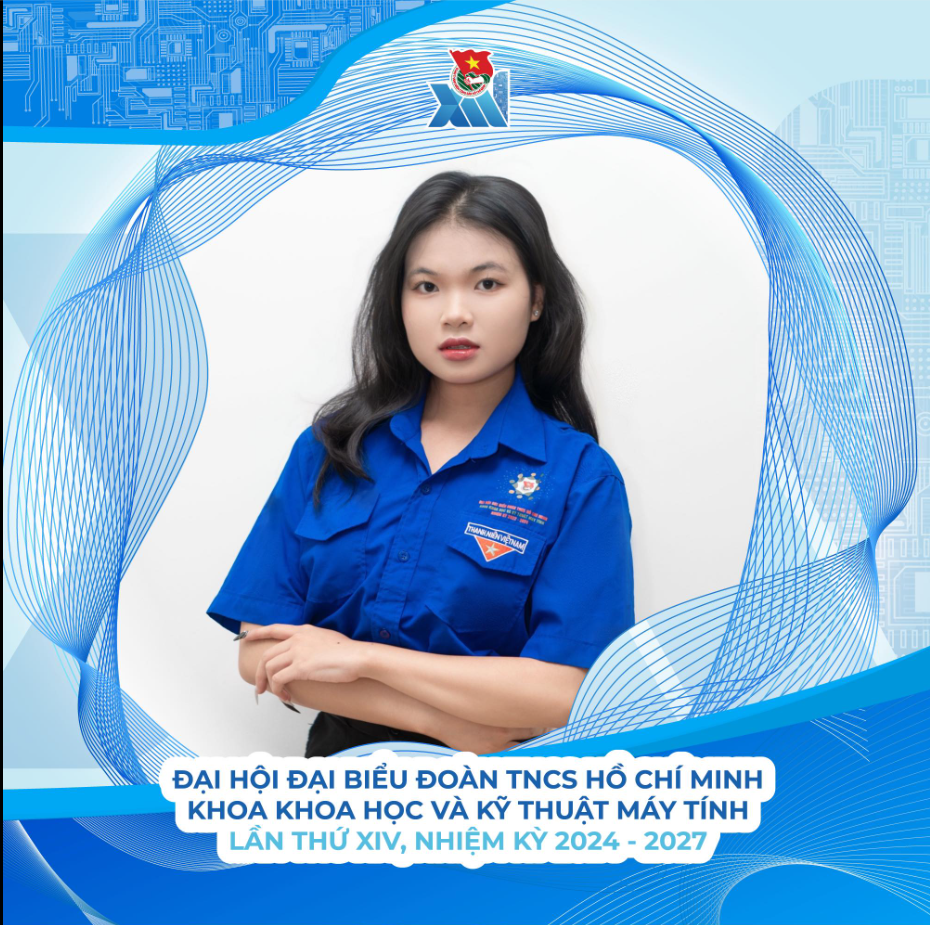 XIV
THANH NIÊN VIỆT NAM
ĐẠI HỘI ĐẠI BIỂU ĐOÀN TNCS HỒ CHÍ MINH
KHOA KHOA HỌC VÀ KỸ THUẬT MÁY TÍNH
LẦN THỨ XIV, NHIỆM KỲ 2024 - 2027